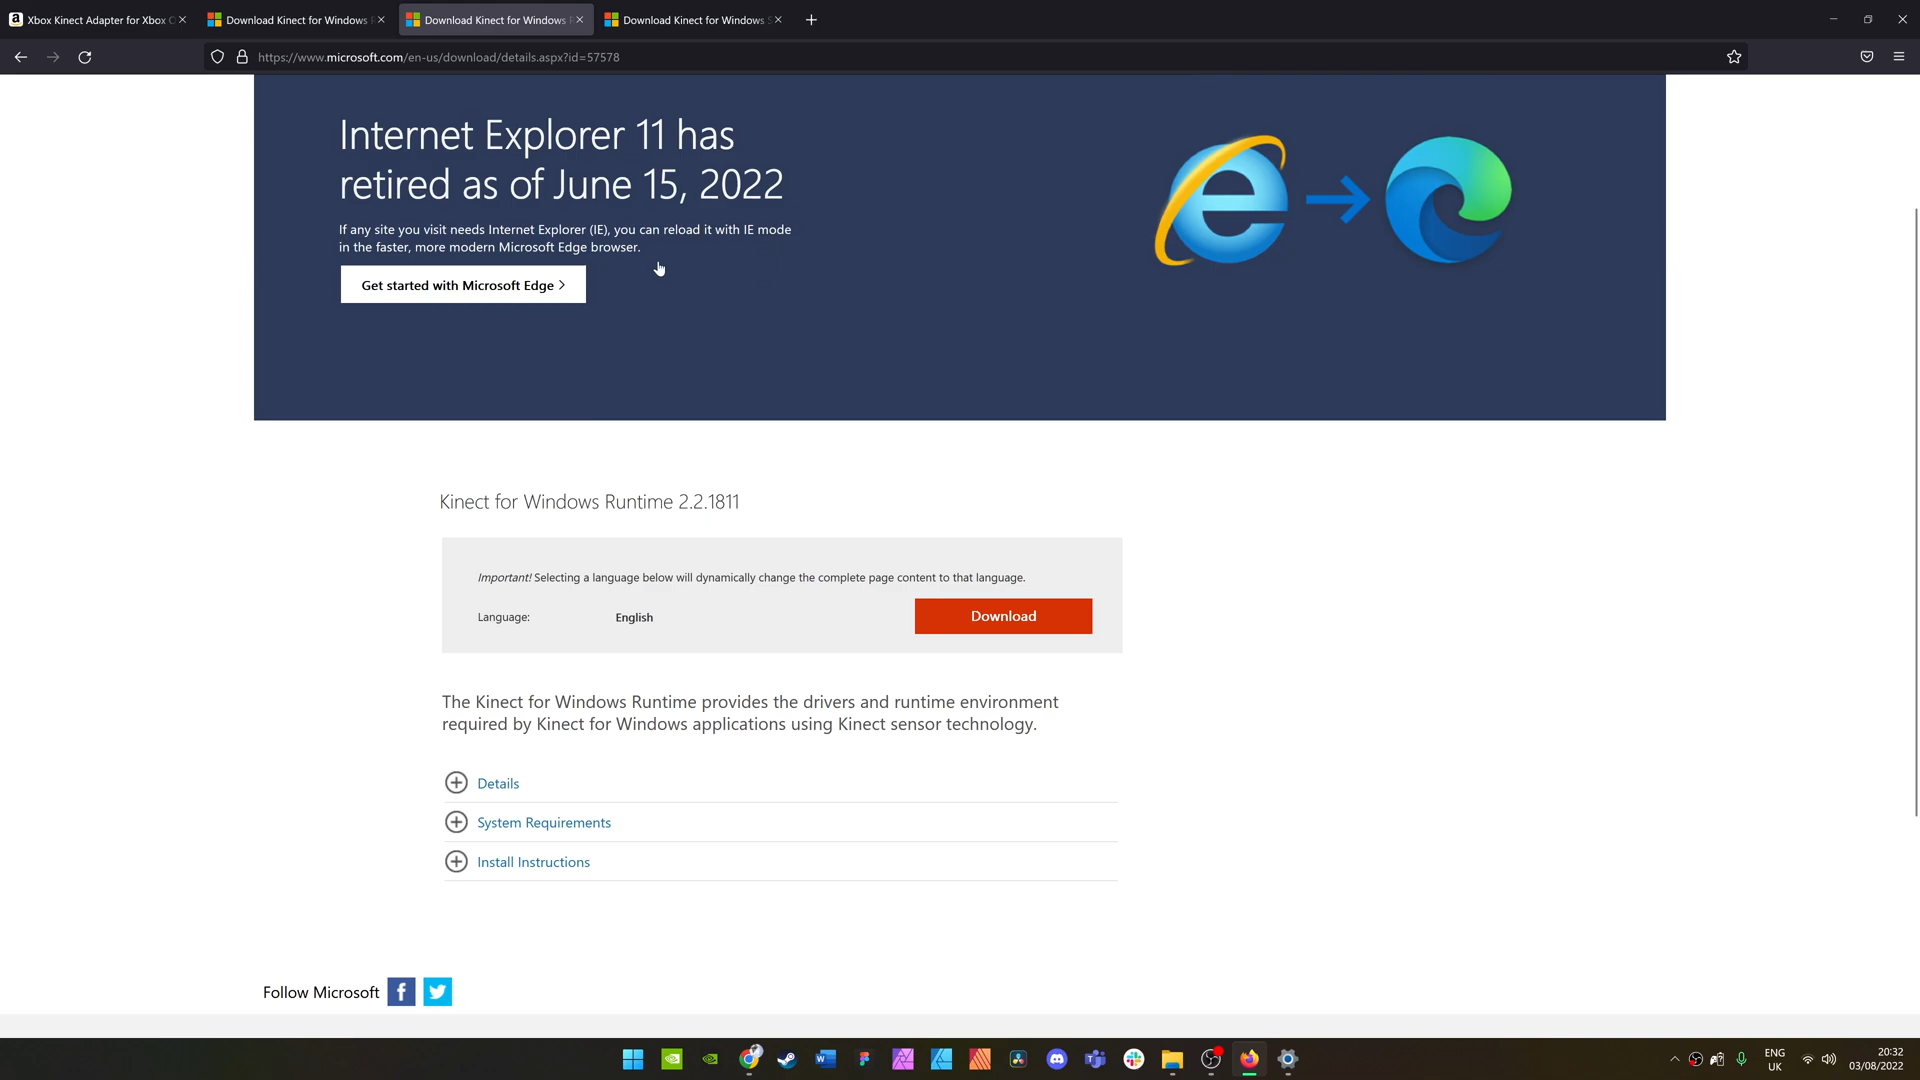 Xbox Kinect Adapter for Xbox O
Download Kinect for Windows R
Download Kinect for Windows R
Download Kinect for Windows S
https://www.microsoft.com/en-us/download/details.aspx?id=57578
Internet Explorer 11 has
retired as of June 15, 2022
If any site you visit needs Internet Explorer (IE), you can reload it with IE mode
in the faster, more modern Microsoft Edge browser.
Get started with Microsoft Edge >
Kinect for Windows Runtime 2.2.1811
Important! Selecting a language below will dynamically change the complete page content to that language.
Language: English Download
The Kinect for Windows Runtime provides the drivers and runtime environment
required by Kinect for Windows applications using Kinect sensor technology.
Details
System Requirements
Install Instructions
Follow Microsoft
ENG
UK
20:32
03/08/2022